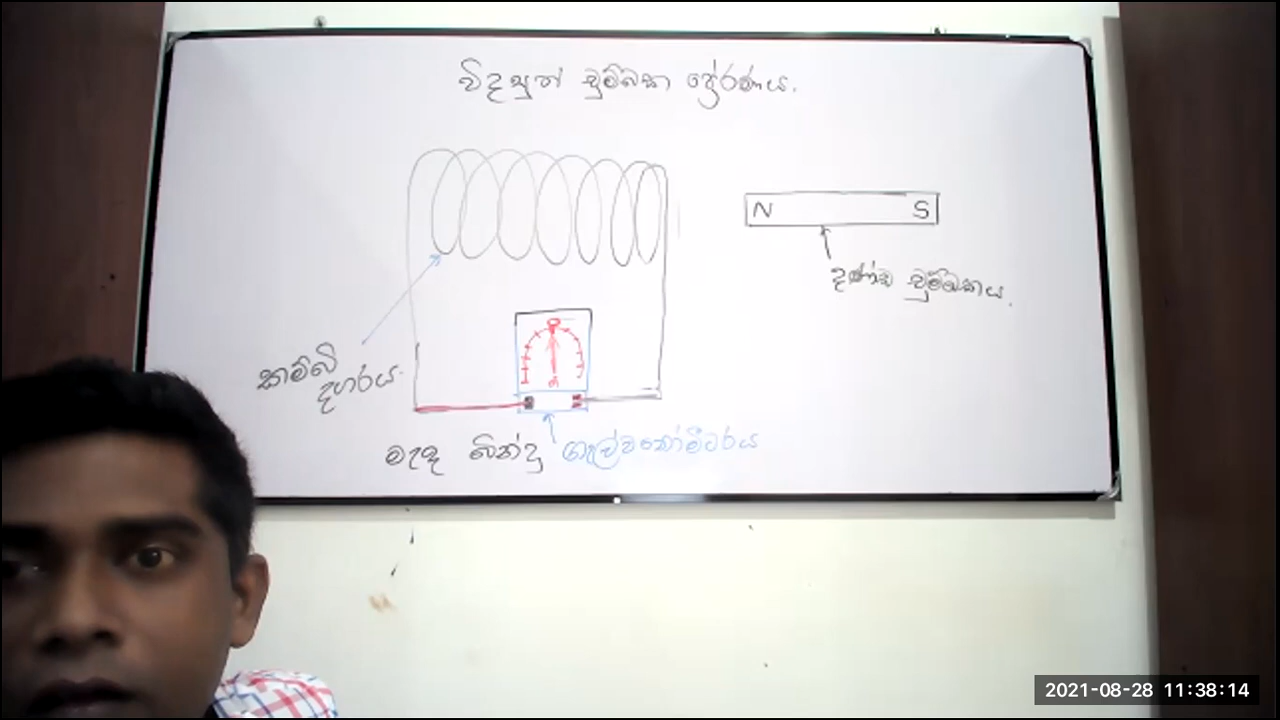 විද්‍යුත් චුම්බක ප්‍රේරණය.
N S
දණ්ඩ චුම්බකය.
කම්බි
දඟරය.
මැද බින්දු ගැල්වනෝමීටරය
2021-08-28 11:38:14